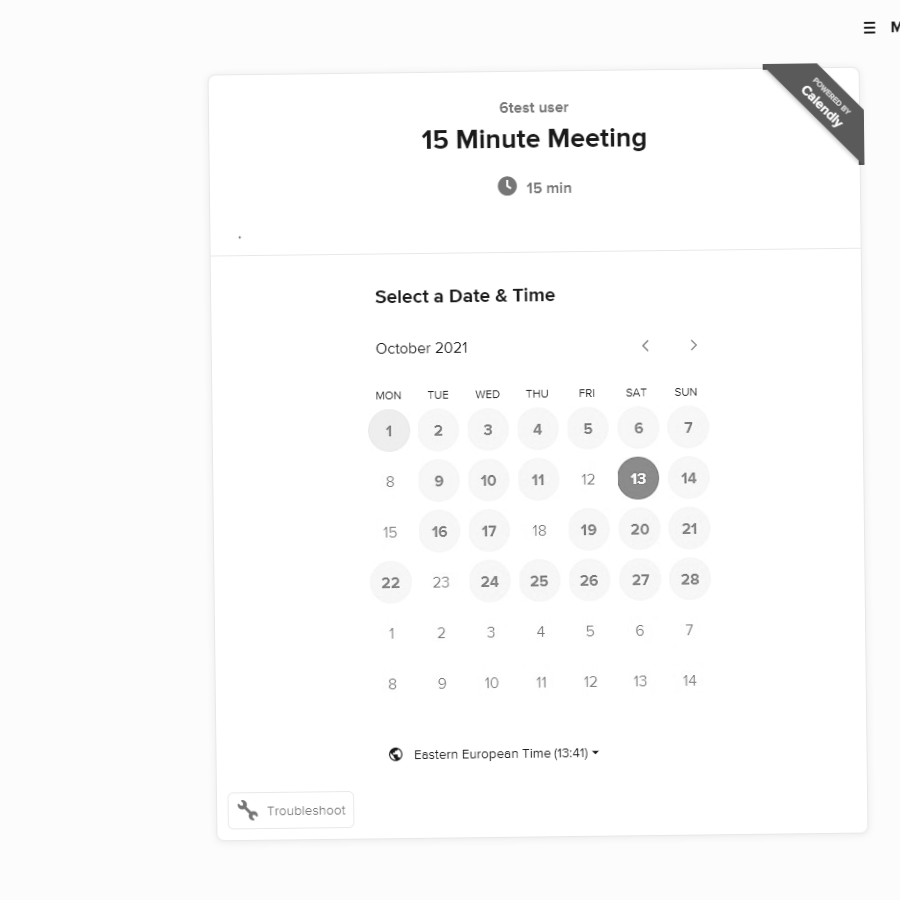 M
POWERED BY
Calendly
6test user
15 Minute Meeting
15 min
.
Select a Date & Time
October 2021
MON TUE WED THU FRI SAT SUN
1 2 3 4 5 6 7
8 9 10 11 12 13 14
15 16 17 18 19 20 21
22 23 24 25 26 27 28
1 2 3 4 5 6 7
8 9 10 11 12 13 14
Eastern European Time (13:41)
Troubleshoot